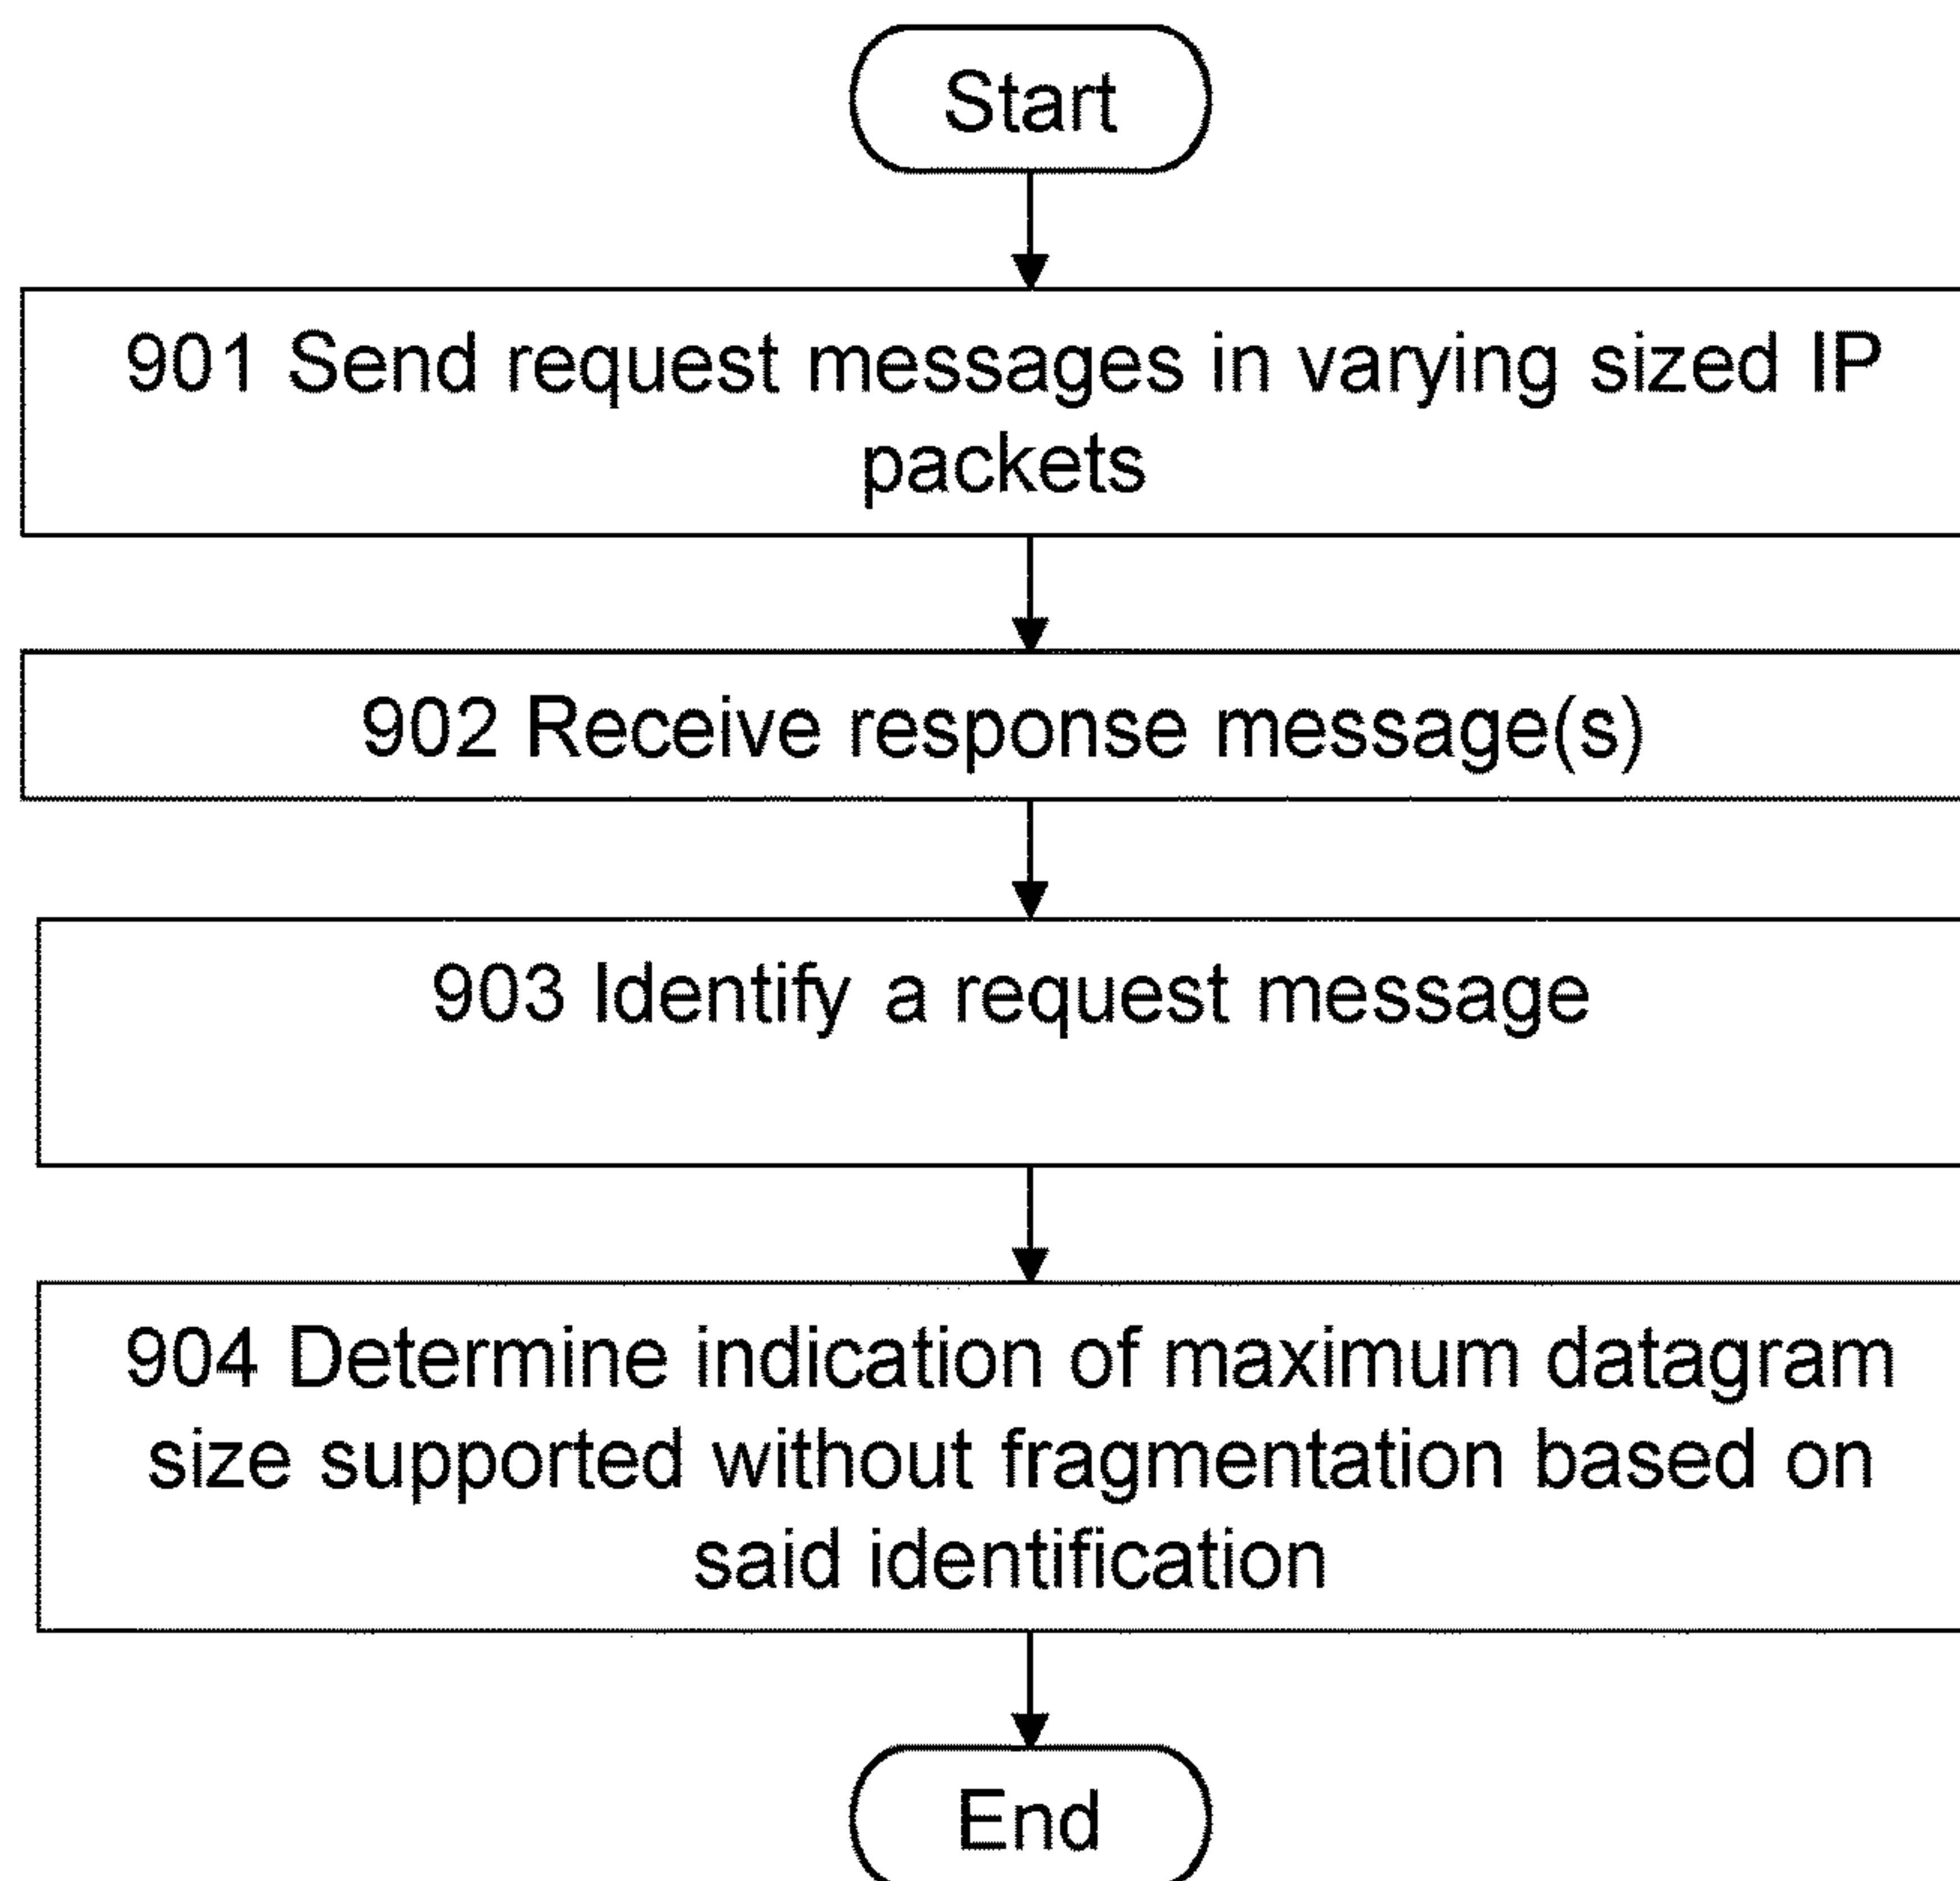 Start
901 Send request messages in varying sized IP
packets
902 Receive response message(s)
903 Identify a request message
904 Determine indication of maximum datagram
size supported without fragmentation based on
said identification
End